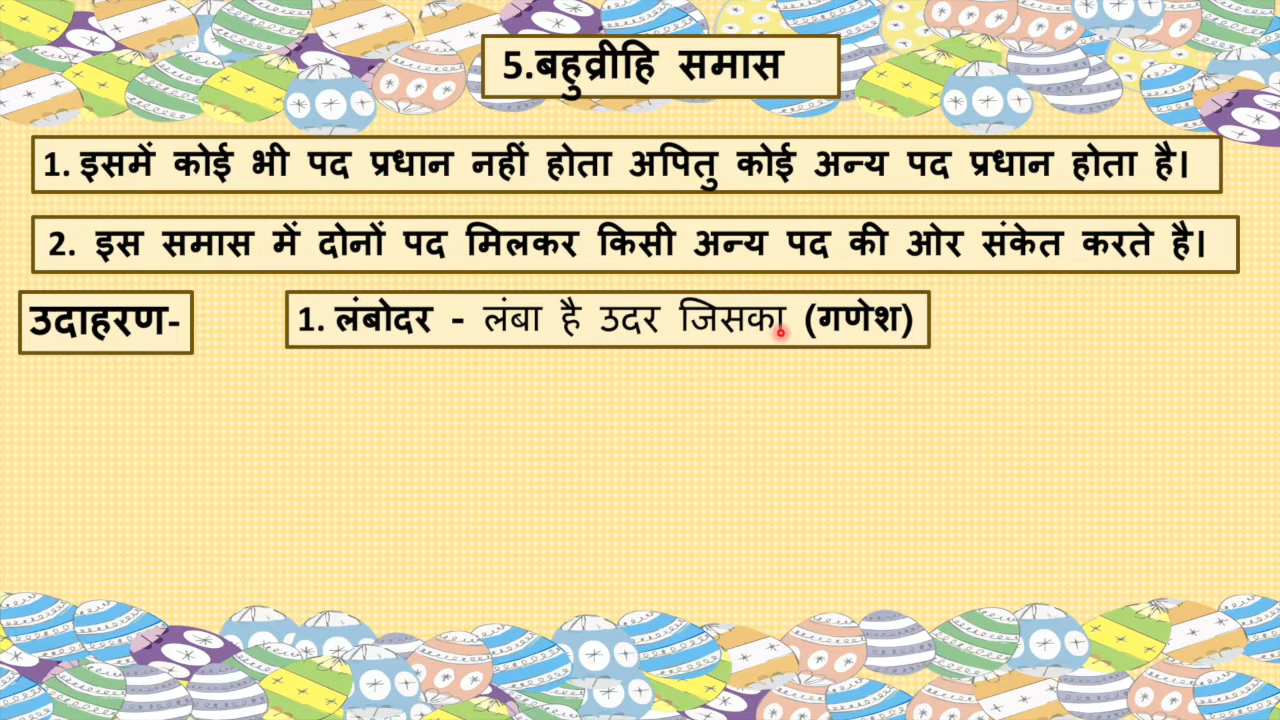 5.बहुव्रीहि समास
1. इसमें कोई भी पद प्रधान नहीं होता अपितु कोई अन्य पद प्रधान होता है।
2. इस समास में दोनों पद मिलकर किसी अन्य पद की ओर संकेत करते है।
उदाहरण-
1. लंबोदर - लंबा है उदर जिसका (गणेश)